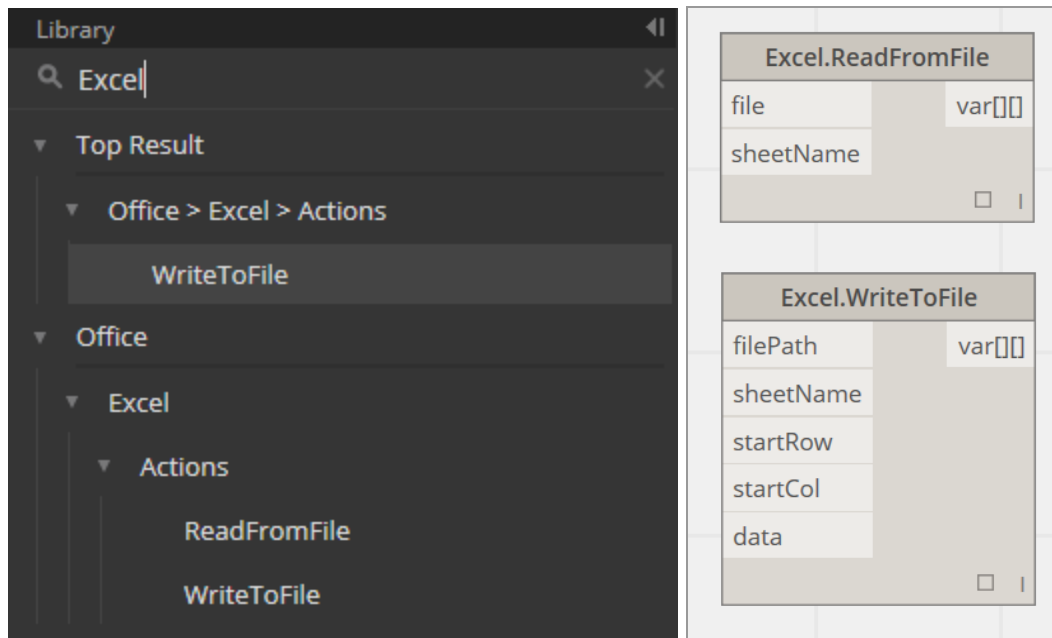 Library
Excel
Top Result
Office > Excel > Actions
WriteToFile
Office
Excel
Actions
ReadFromFile
WriteToFile
Excel.ReadFromFile
file var[][]
sheetName
l
Excel.WriteToFile
filePath var[][]
sheetName
startRow
startCol
data
l